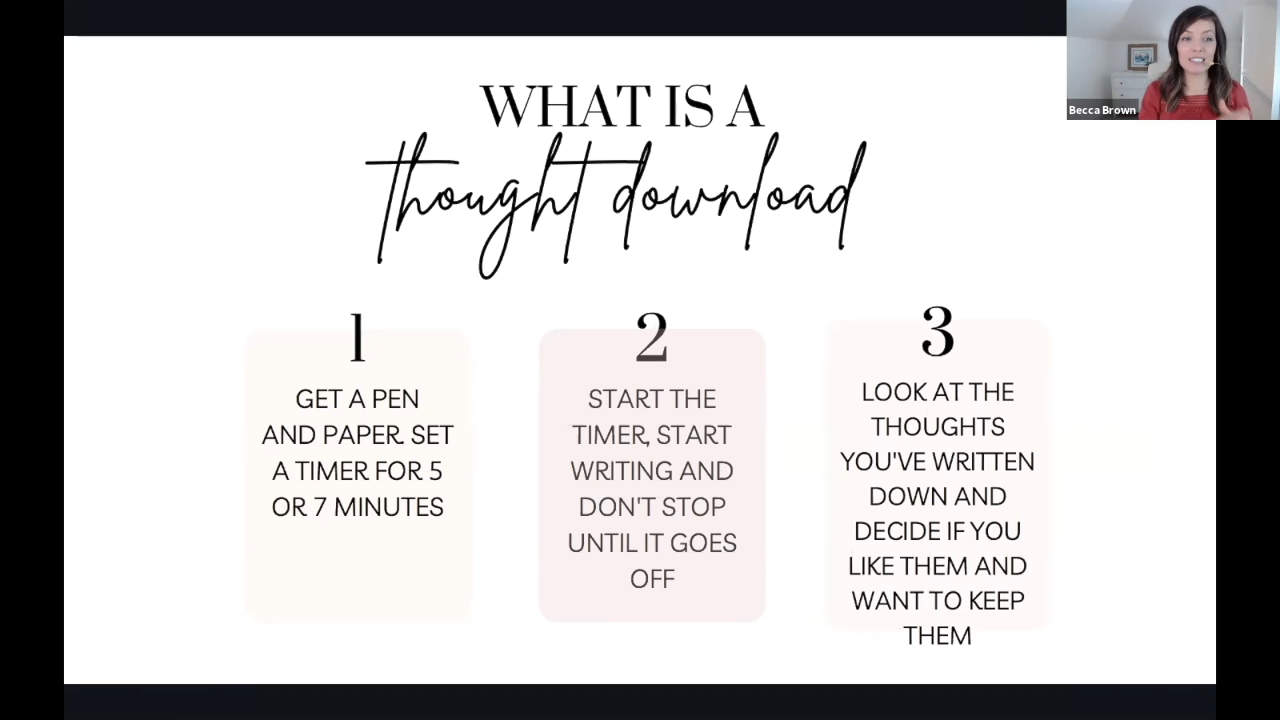 WHAT IS A
thought download
1
GET A PEN
AND PAPER. SET
A TIMER FOR 5
OR 7 MINUTES
2
START THE
TIMER, START
WRITING AND
DON'T STOP
UNTIL IT GOES
OFF
3
LOOK AT THE
THOUGHTS
YOU'VE WRITTEN
DOWN AND
DECIDE IF YOU
LIKE THEM AND
WANT TO KEEP
THEM
Becca Brown